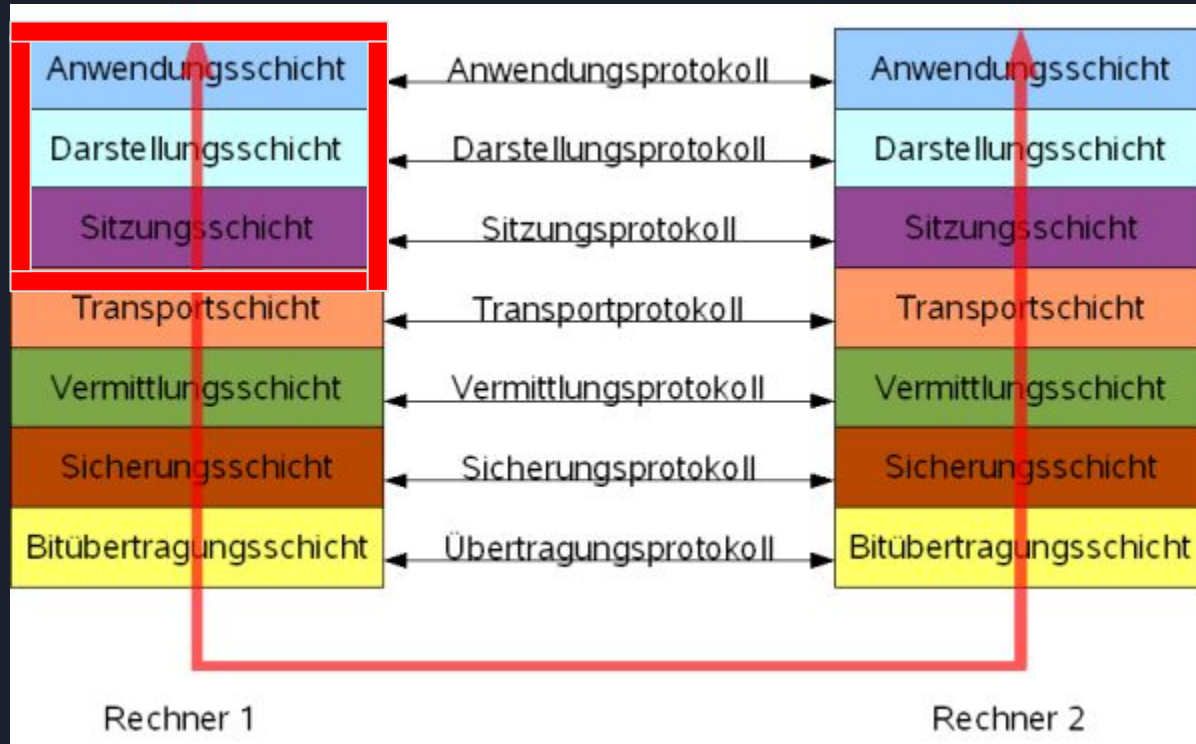 Anwendungsschicht Anwendungsprotokoll Anwendungsschicht
Darstellungsschicht Darstellungsprotokoll Darstellungsschicht
Sitzungsschicht Sitzungsprotokoll Sitzungsschicht
Transportschicht Transportprotokoll Transportschicht
Vermittlungsschicht Vermittlungsprotokoll Vermittlungsschicht
Sicherungsschicht Sicherungsprotokoll Sicherungsschicht
Bitübertragungsschicht Übertragungsprotokoll Bitübertragungsschicht
Rechner 1 Rechner 2